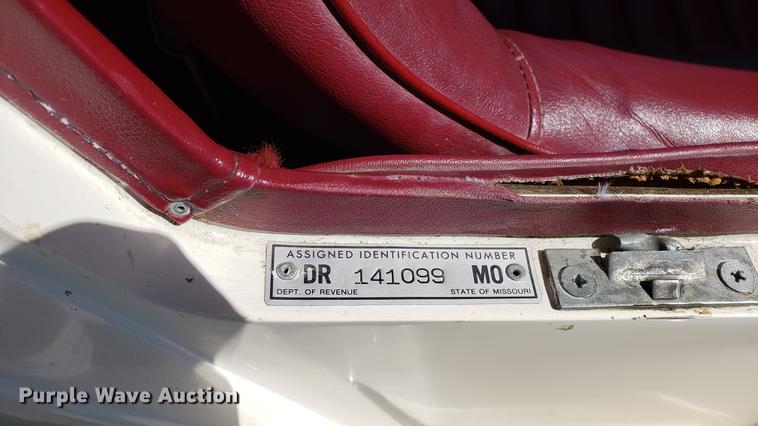 ASSIGNED IDENTIFICATION NUMBER
DR 141099 MO
DEPT. OF REVENUE STATE OF MISSOURI
Purple Wave Auction